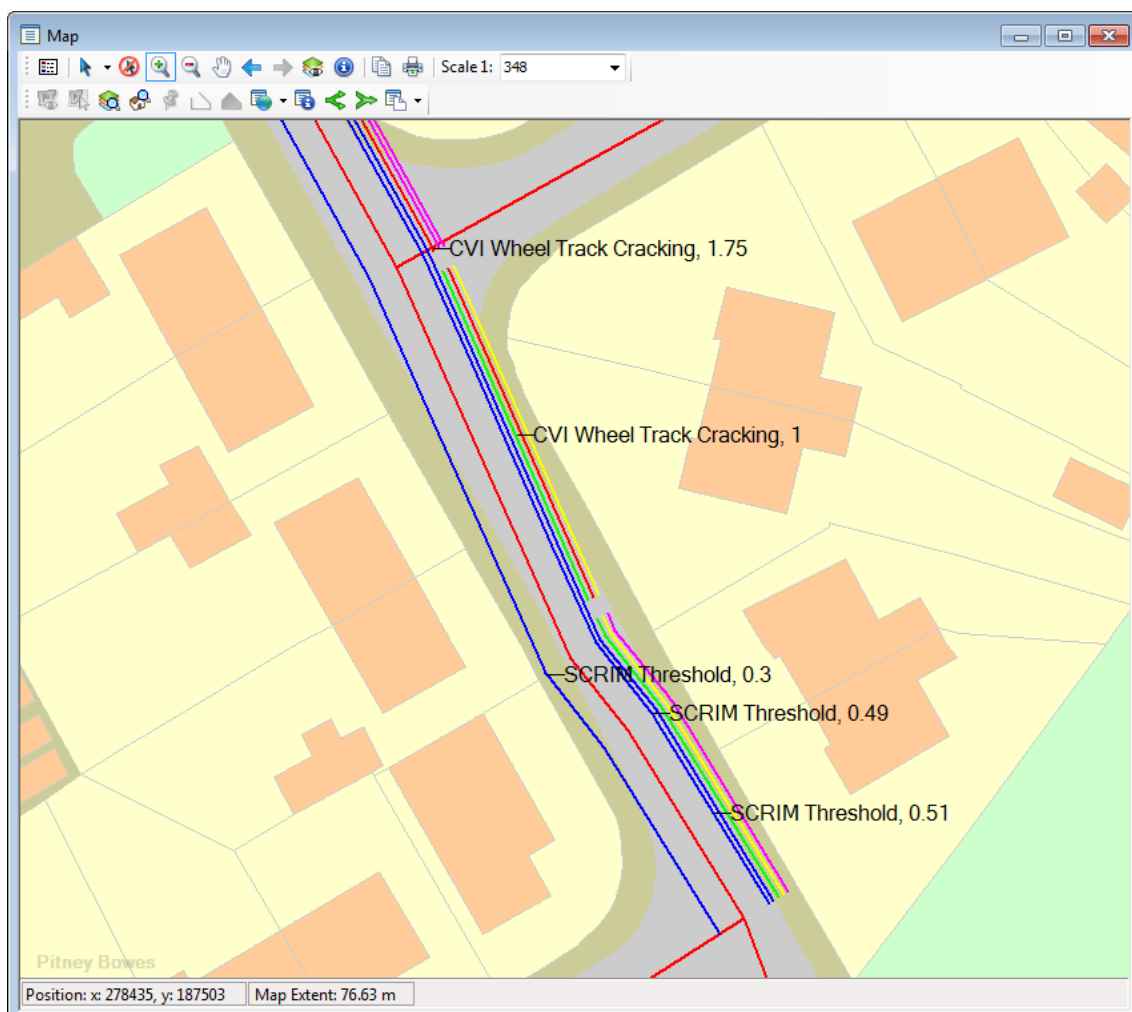 Map
Scale 1: 348
CVI Wheel Track Cracking, 1.75
CVI Wheel Track Cracking, 1
SCRIM Threshold, 0.3
SCRIM Threshold, 0.49
SCRIM Threshold, 0.51
Pitney Bowes
Position: x: 278435, y: 187503 Map Extent: 76.63 m